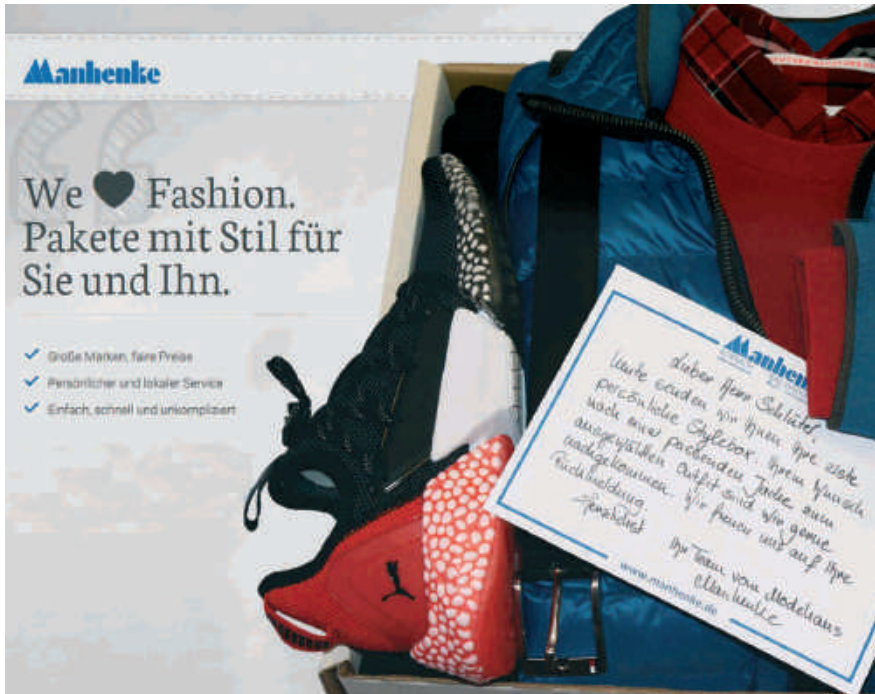 Manhenke
We ♥ Fashion.
Pakete mit Stil für
Sie und Ihn.
Große Marken, faire Preise
Persönlicher und lokaler Service
Einfach, schnell und unkompliziert
Manhenke
Lieber Herr Schlüter,
heute senden wir Ihnen Ihre erste
persönliche Stylebox. Ihrem Wunsch
nach einer passenden Jacke zum
ausgewählten Outfit sind wir gerne
nachgekommen. Wir freuen uns auf Ihre
Rückmeldung.
Herzlichst
Ihr Team vom Modehaus
Manhenke
www.manhenke.de